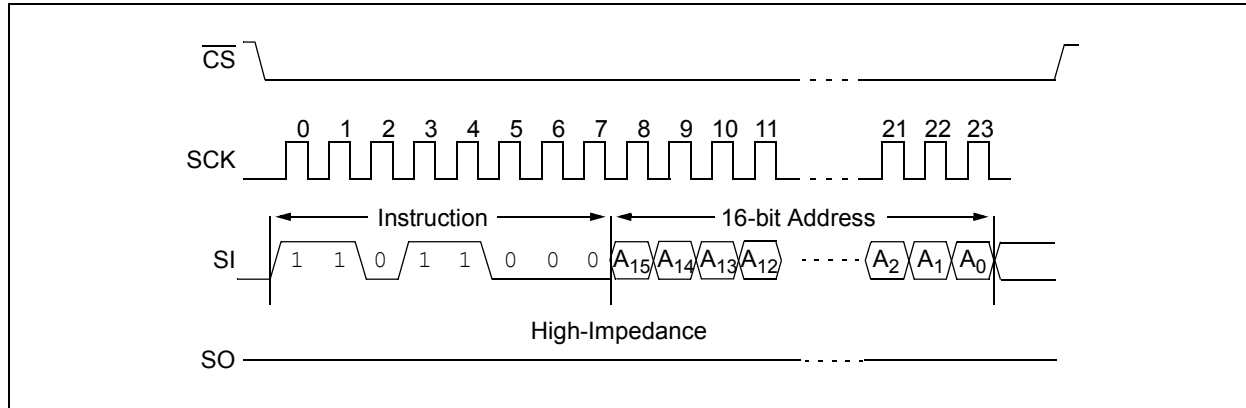 CS
0 1 2 3 4 5 6 7 8 9 10 11 21 22 23
SCK
Instruction 16-bit Address
SI 1 1 0 1 1 0 0 0 A15 A14 A13 A12 A2 A1 A0
High-Impedance
SO